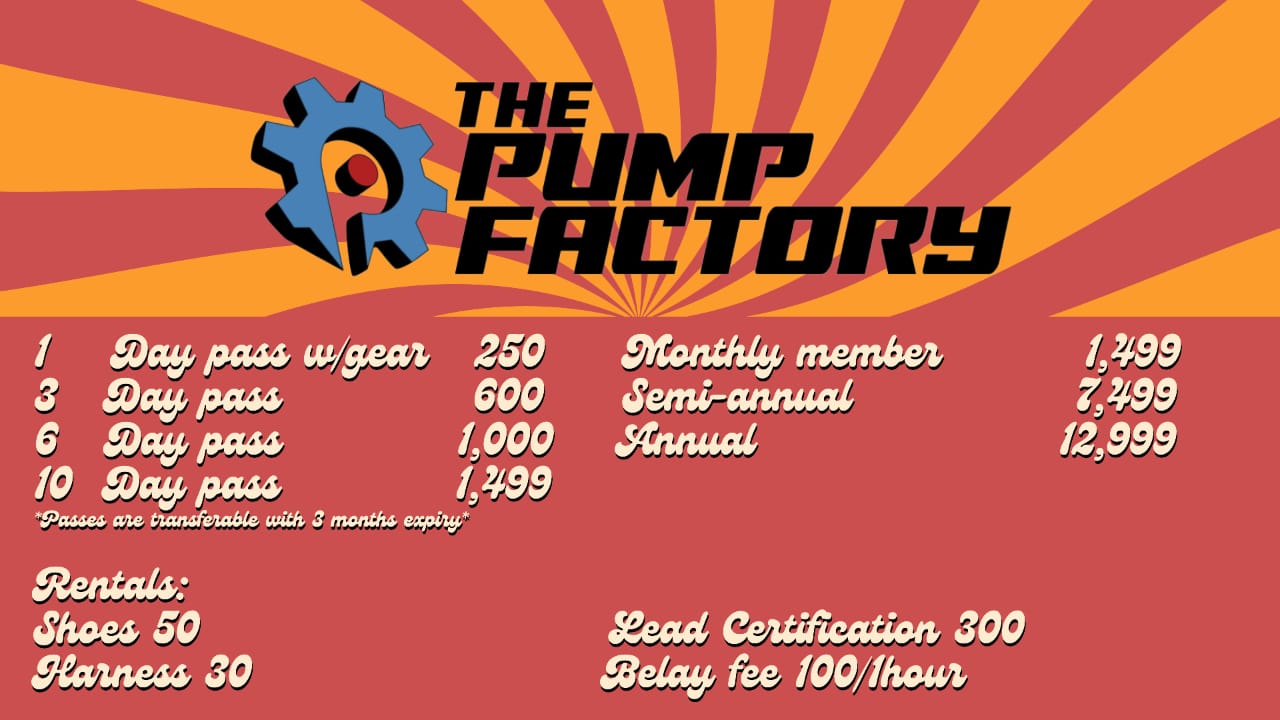 THE
PUMP
FACTORY
1 Day pass w/gear 250
3 Day pass 600
6 Day pass 1,000
10 Day pass 1,499
*Passes are transferable with 3 months expiry*
Monthly member 1,499
Semi-annual 7,499
Annual 12,999
Rentals:
Shoes 50
Harness 30
Lead Certification 300
Belay fee 100/1hour